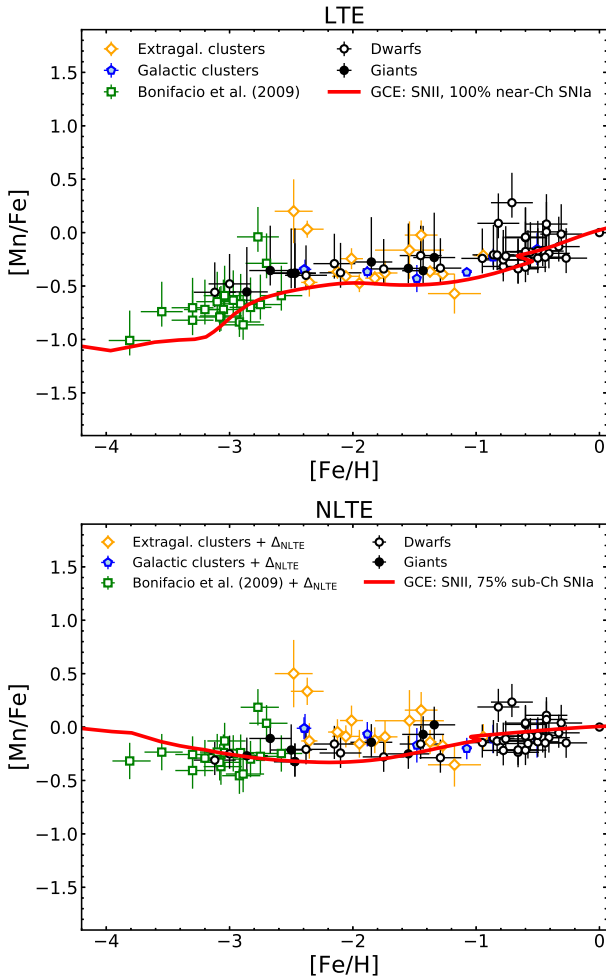 LTE
Extragal. clusters
Galactic clusters
Bonifacio et al. (2009)
Dwarfs
Giants
GCE: SNII, 100% near-Ch SNIa
[Mn/Fe]
1.5
1.0
0.5
0.0
−0.5
−1.0
−1.5
−4
−3
−2
−1
0
[Fe/H]
NLTE
Extragal. clusters + ΔNLTE
Galactic clusters + ΔNLTE
Bonifacio et al. (2009) + ΔNLTE
Dwarfs
Giants
GCE: SNII, 75% sub-Ch SNIa
[Mn/Fe]
1.5
1.0
0.5
0.0
−0.5
−1.0
−1.5
−4
−3
−2
−1
0
[Fe/H]